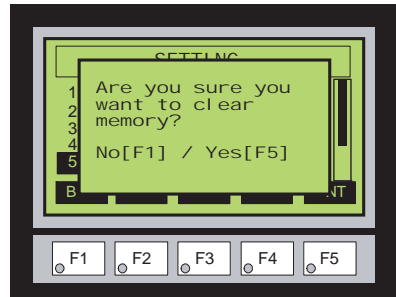 SETTING
1
2
3
4
5
Are you sure you
want to clear
memory?
No[F1] / Yes[F5]
B
NT
F1
F2
F3
F4
F5